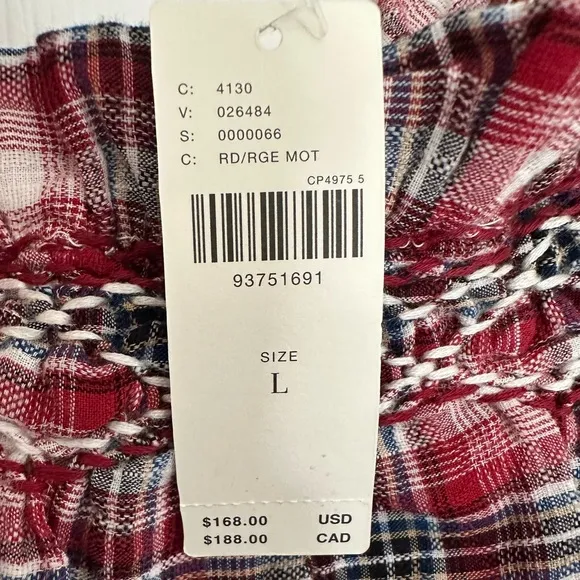 C: 4130
V: 026484
S: 0000066
C: RD/RGE MOT
CP4975 5
93751691
SIZE
L
$168.00 USD
$188.00 CAD